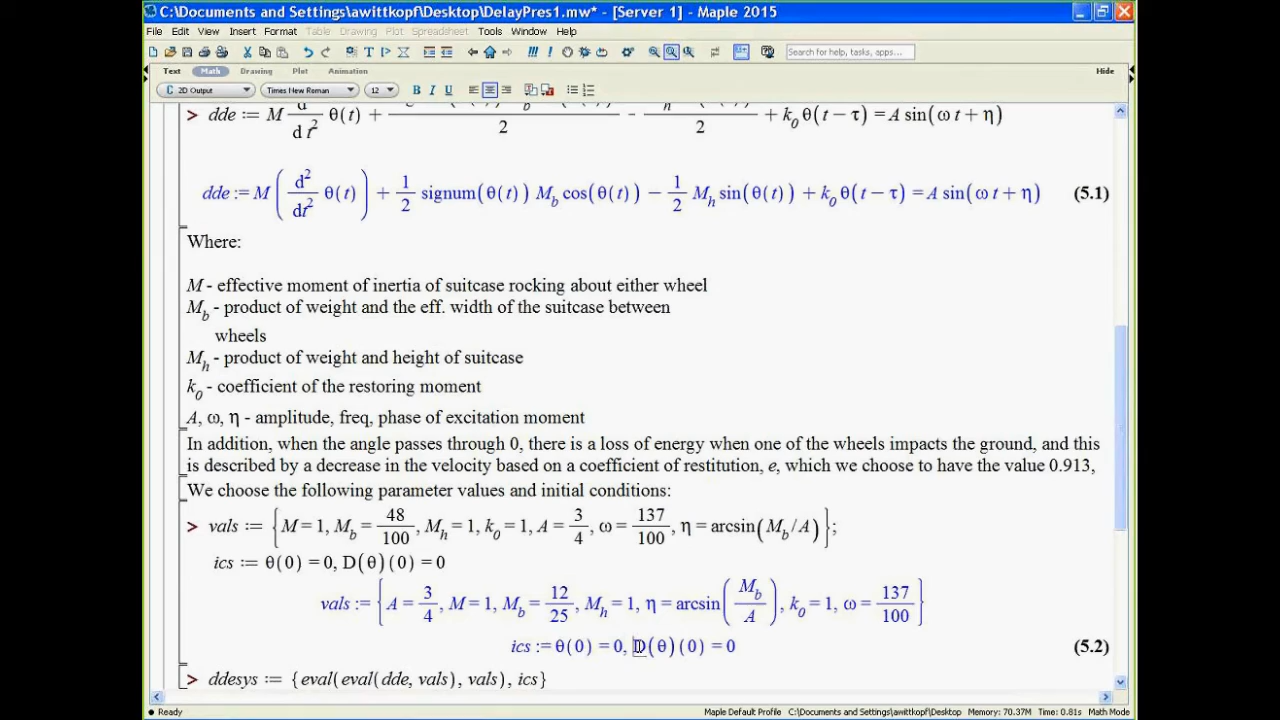 C:\Documents and Settings\awittkopf\Desktop\DelayPres1.mw* - [Server 1] - Maple 2015
File Edit View Insert Format Table Drawing Plot Spreadsheet Tools Window Help
Search for help, tasks, apps...
Text Math Drawing Plot Animation Hide
2D Output Times New Roman 12 B I U
> dde := M d/dt² θ(t) + 2 − 2 + k₀ θ(t − τ) = A sin(ω t + η)
dde := M (d²/dt² θ(t)) + 1/2 signum(θ(t)) M_b cos(θ(t)) − 1/2 M_h sin(θ(t)) + k₀ θ(t − τ) = A sin(ω t + η) (5.1)
Where:
M - effective moment of inertia of suitcase rocking about either wheel
M_b - product of weight and the eff. width of the suitcase between
wheels
M_h - product of weight and height of suitcase
k₀ - coefficient of the restoring moment
A, ω, η - amplitude, freq, phase of excitation moment
In addition, when the angle passes through 0, there is a loss of energy when one of the wheels impacts the ground, and this
is described by a decrease in the velocity based on a coefficient of restitution, e, which we choose to have the value 0.913,
We choose the following parameter values and initial conditions:
> vals := {M = 1, M_b = 48/100, M_h = 1, k₀ = 1, A = 3/4, ω = 137/100, η = arcsin(M_b/A)};
ics := θ(0) = 0, D(θ)(0) = 0
vals := {A = 3/4, M = 1, M_b = 12/25, M_h = 1, η = arcsin(M_b/A), k₀ = 1, ω = 137/100}
ics := θ(0) = 0, D(θ)(0) = 0 (5.2)
> ddesys := {eval(eval(dde, vals), vals), ics}
Ready Maple Default Profile C:\Documents and Settings\awittkopf\Desktop Memory: 70.37M Time: 0.81s Math Mode